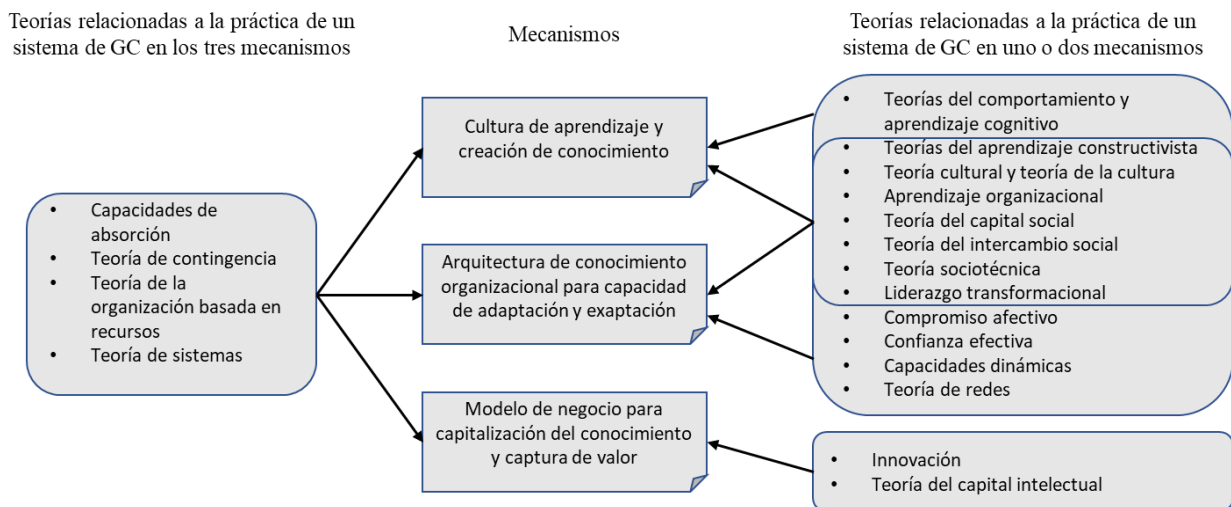 Teorías relacionadas a la práctica de un
sistema de GC en los tres mecanismos
Mecanismos
Teorías relacionadas a la práctica de un
sistema de GC en uno o dos mecanismos
• Capacidades de
absorción
• Teoría de contingencia
• Teoría de la
organización basada en
recursos
• Teoría de sistemas
Cultura de aprendizaje y
creación de conocimiento
Arquitectura de conocimiento
organizacional para capacidad
de adaptación y exaptación
Modelo de negocio para
capitalización del conocimiento
y captura de valor
• Teorías del comportamiento y
aprendizaje cognitivo
• Teorías del aprendizaje constructivista
• Teoría cultural y teoría de la cultura
• Aprendizaje organizacional
• Teoría del capital social
• Teoría del intercambio social
• Teoría sociotécnica
• Liderazgo transformacional
• Compromiso afectivo
• Confianza efectiva
• Capacidades dinámicas
• Teoría de redes
• Innovación
• Teoría del capital intelectual